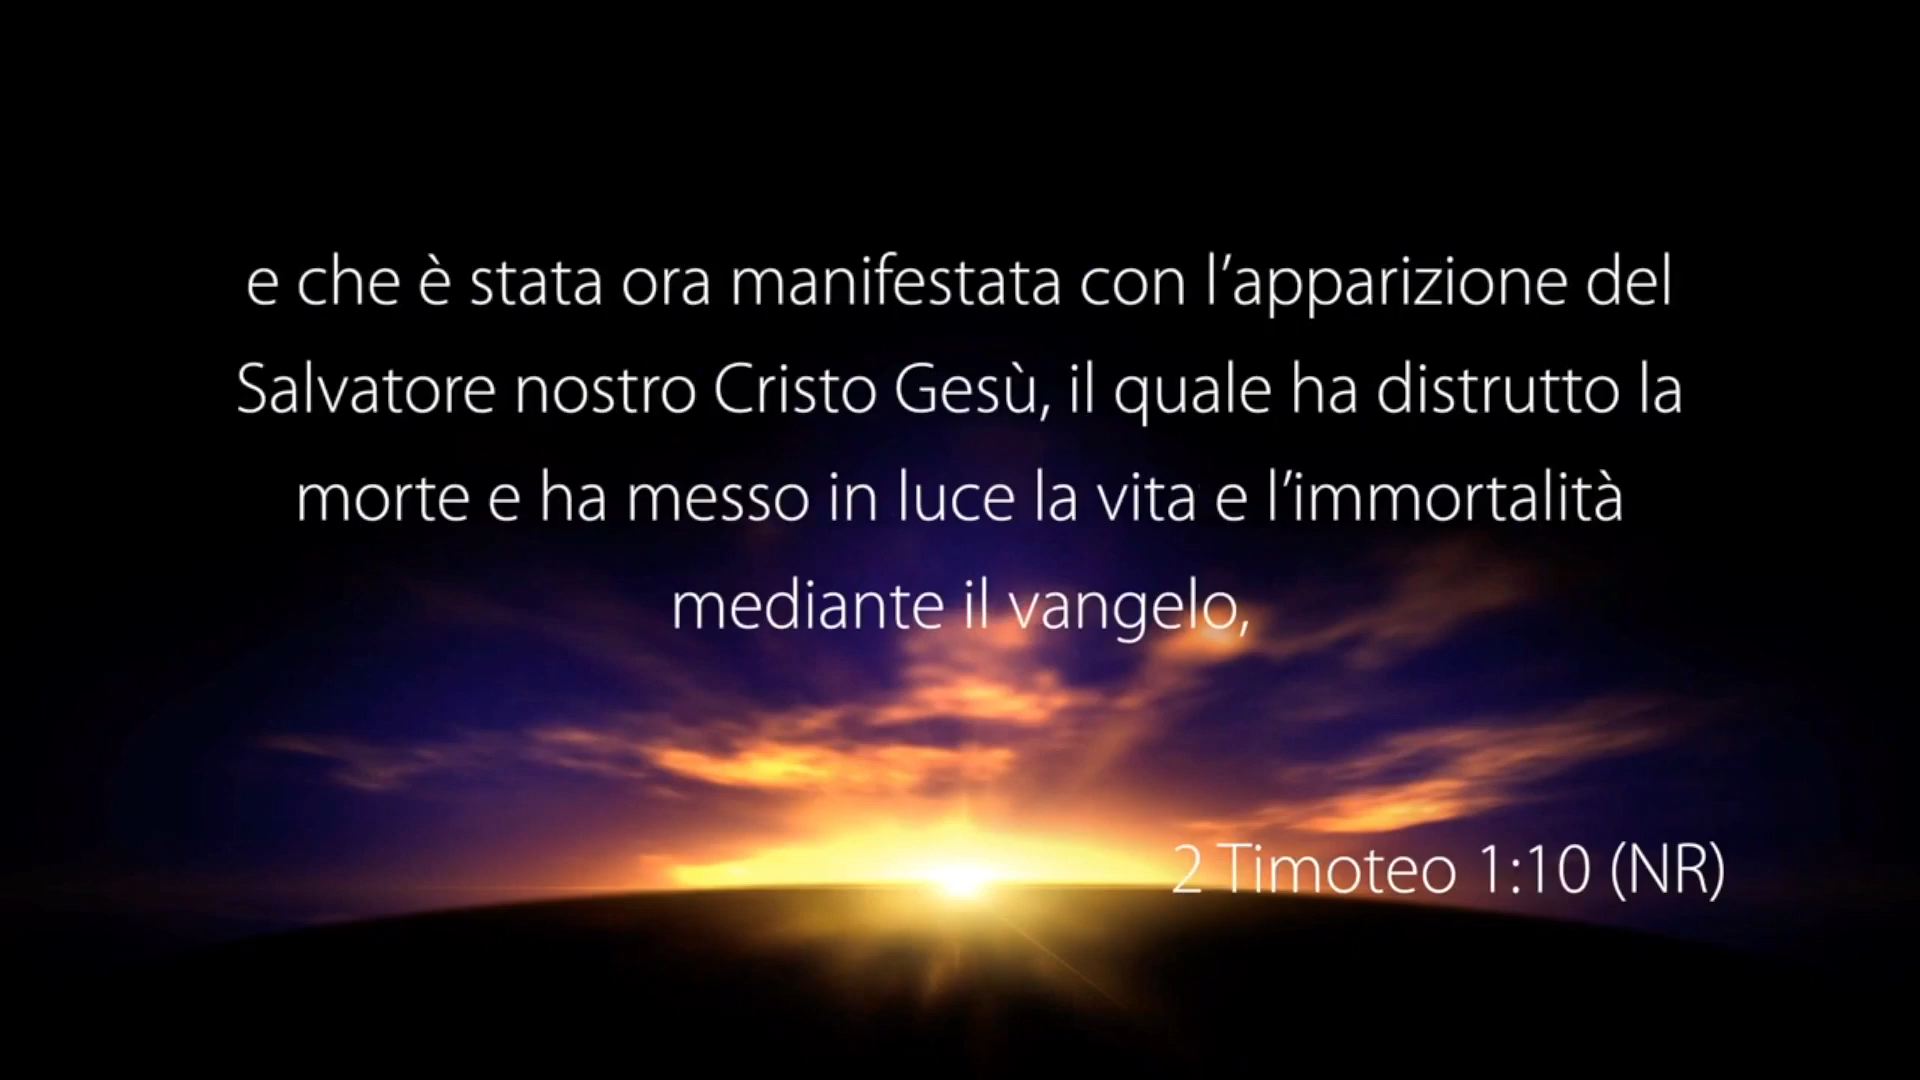 e che è stata ora manifestata con l’apparizione del
Salvatore nostro Cristo Gesù, il quale ha distrutto la
morte e ha messo in luce la vita e l’immortalità
mediante il vangelo,
2 Timoteo 1:10 (NR)